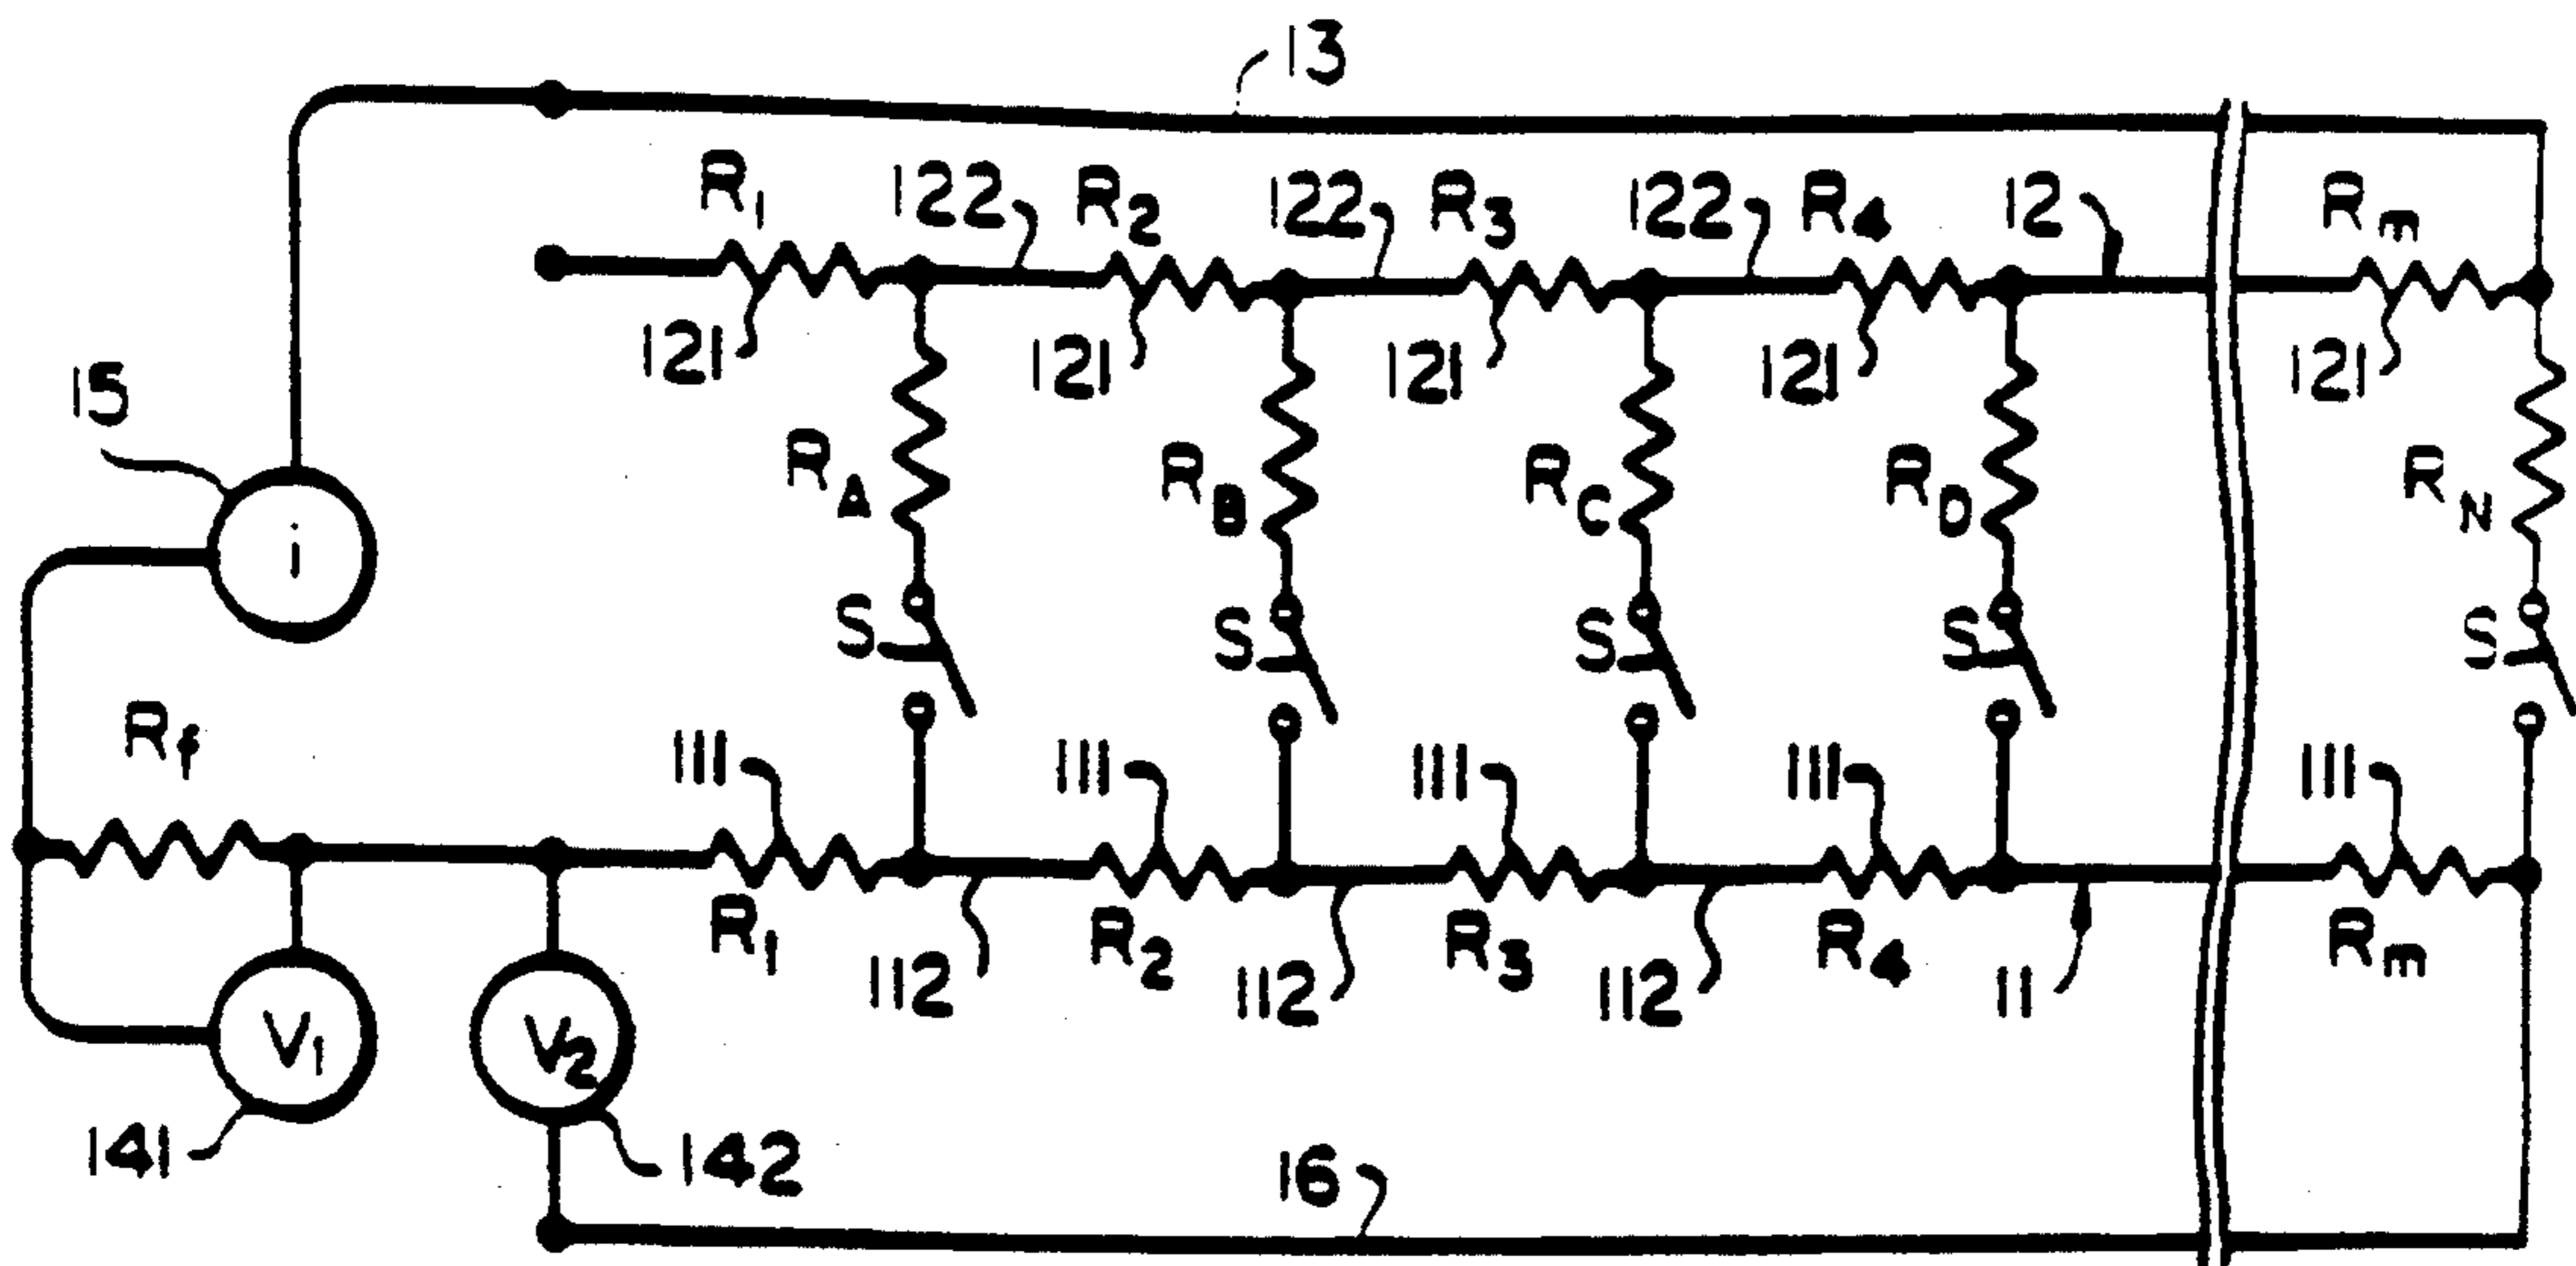 13
R1 122 R2 122 R3 122 R4 12 Rm
121 121 121 121 121
15
RA RB RC RD RN
i
S S S S S
Rf
111 111 111 111 111
R1 112 R2 112 R3 112 R4 11 Rm
V1 V2
141 142 16